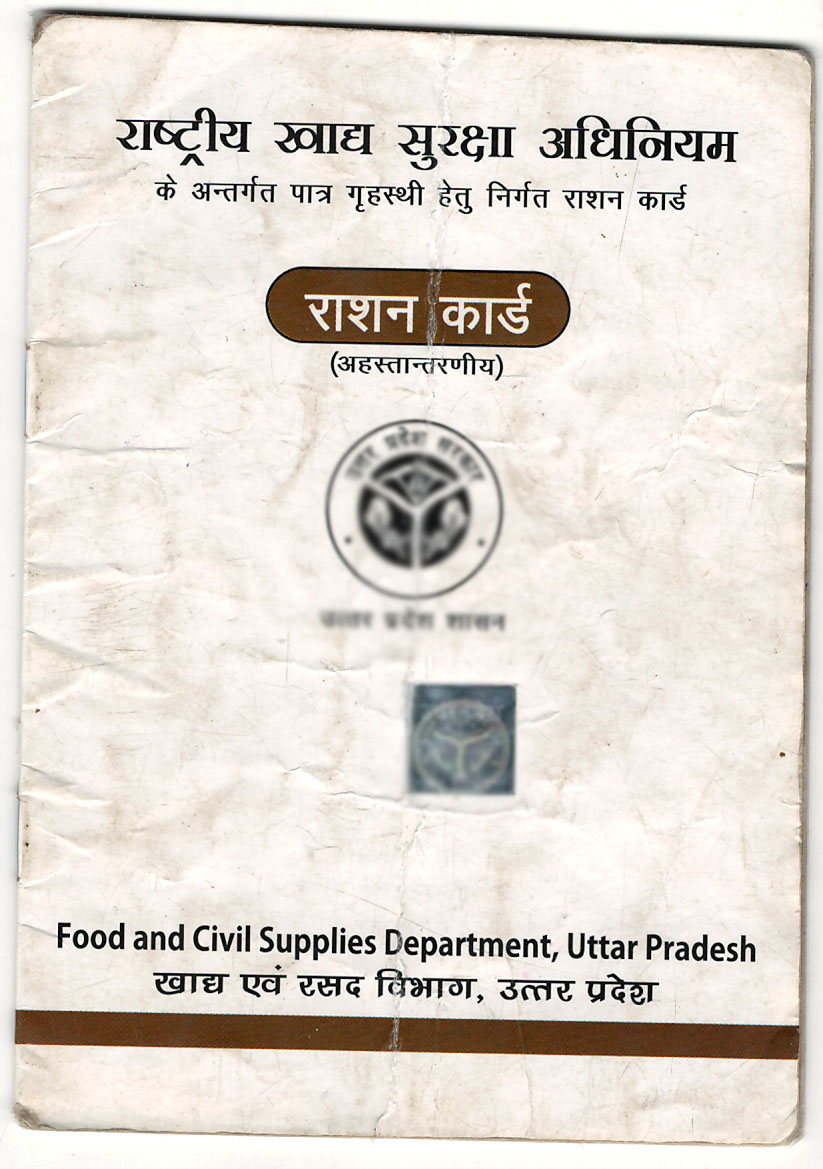 राष्ट्रीय खाद्य सुरक्षा अधिनियम
के अन्तर्गत पात्र गृहस्थी हेतु निर्गत राशन कार्ड
राशन कार्ड
(अहस्तान्तरणीय)
उत्तर प्रदेश सरकार
उत्तर प्रदेश शासन
Food and Civil Supplies Department, Uttar Pradesh
खाद्य एवं रसद विभाग, उत्तर प्रदेश